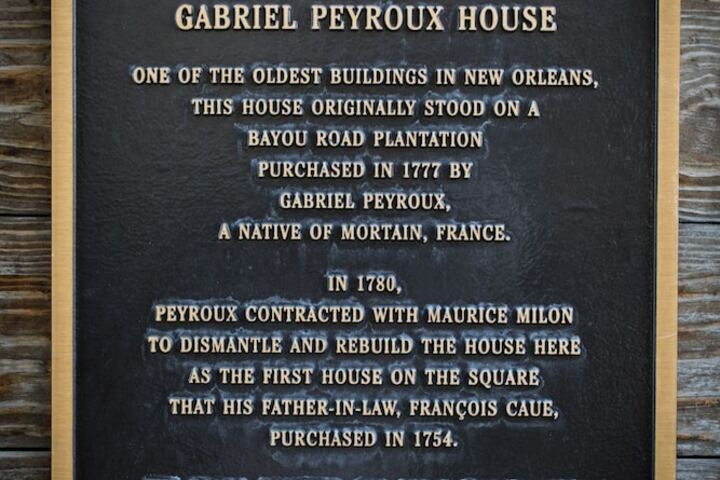 GABRIEL PEYROUX HOUSE
ONE OF THE OLDEST BUILDINGS IN NEW ORLEANS,
THIS HOUSE ORIGINALLY STOOD ON A
BAYOU ROAD PLANTATION
PURCHASED IN 1777 BY
GABRIEL PEYROUX,
A NATIVE OF MORTAIN, FRANCE.
IN 1780,
PEYROUX CONTRACTED WITH MAURICE MILON
TO DISMANTLE AND REBUILD THE HOUSE HERE
AS THE FIRST HOUSE ON THE SQUARE
THAT HIS FATHER-IN-LAW, FRANÇOIS CAUE,
PURCHASED IN 1754.